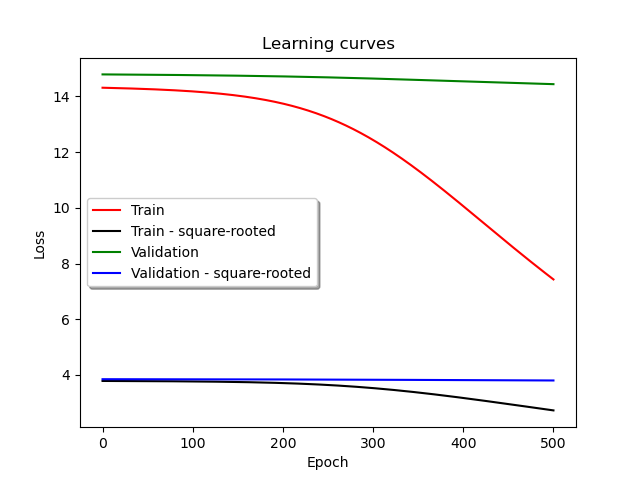 Learning curves
Loss
14
12
10
8
6
4
Train
Train - square-rooted
Validation
Validation - square-rooted
0 100 200 300 400 500
Epoch